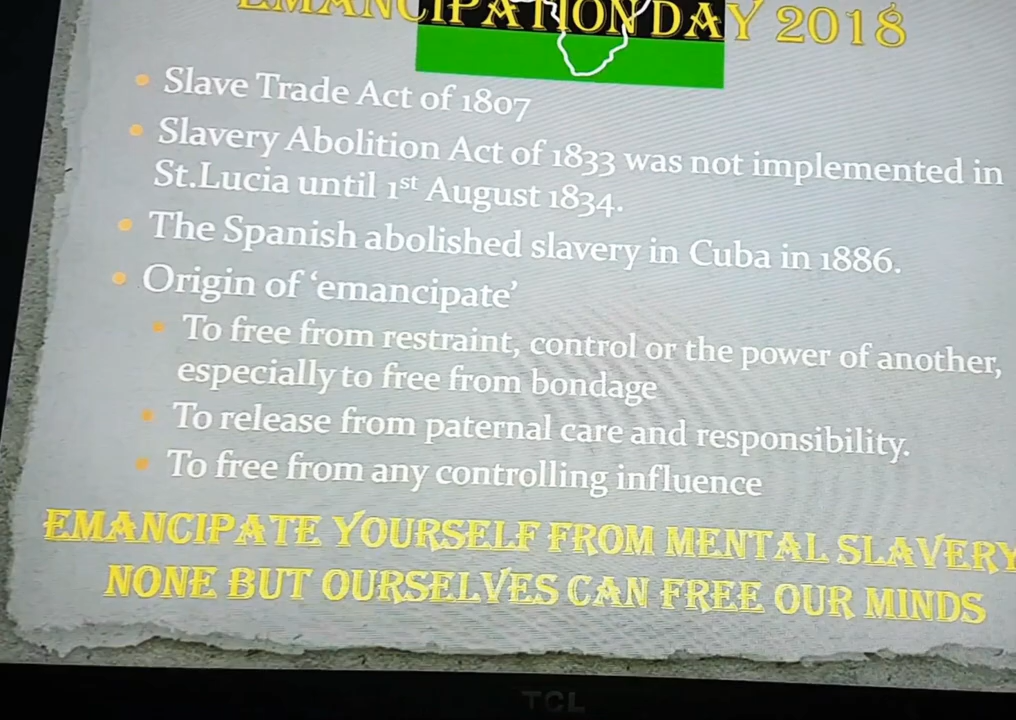 EMANCIPATION DAY 2018
Slave Trade Act of 1807
Slavery Abolition Act of 1833 was not implemented in
St.Lucia until 1st August 1834.
The Spanish abolished slavery in Cuba in 1886.
Origin of ‘emancipate’
To free from restraint, control or the power of another,
especially to free from bondage
To release from paternal care and responsibility.
To free from any controlling influence
EMANCIPATE YOURSELF FROM MENTAL SLAVERY
NONE BUT OURSELVES CAN FREE OUR MINDS
TCL